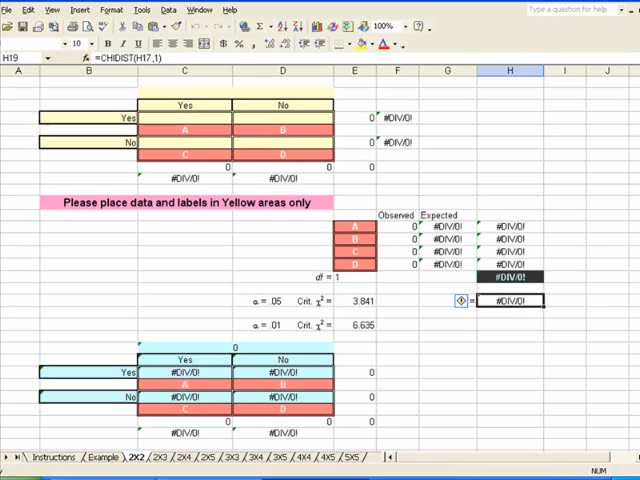 File Edit View Insert Format Tools Data Window Help Type a question for help
Σ 100%
10 B I U $ % , A
H19 fx =CHIDIST(H17,1)
A B C D E F G H I J
Yes No
Yes 0 #DIV/0!
A B
No 0 #DIV/0!
C D
0 0 0
#DIV/0! #DIV/0!
Please place data and labels in Yellow areas only
Observed Expected
A 0 #DIV/0! #DIV/0!
B 0 #DIV/0! #DIV/0!
C 0 #DIV/0! #DIV/0!
D 0 #DIV/0! #DIV/0!
df = 1 #DIV/0!
α = .05 Crit. χ² = 3.841 = #DIV/0!
α = .01 Crit. χ² = 6.635
0
Yes No
Yes #DIV/0! #DIV/0! 0
A B
No #DIV/0! #DIV/0! 0
C D
0 0 0
#DIV/0! #DIV/0!
Instructions Example 2X2 2X3 2X4 2X5 3X3 3X4 3X5 4X4 4X5 5X5
NUM